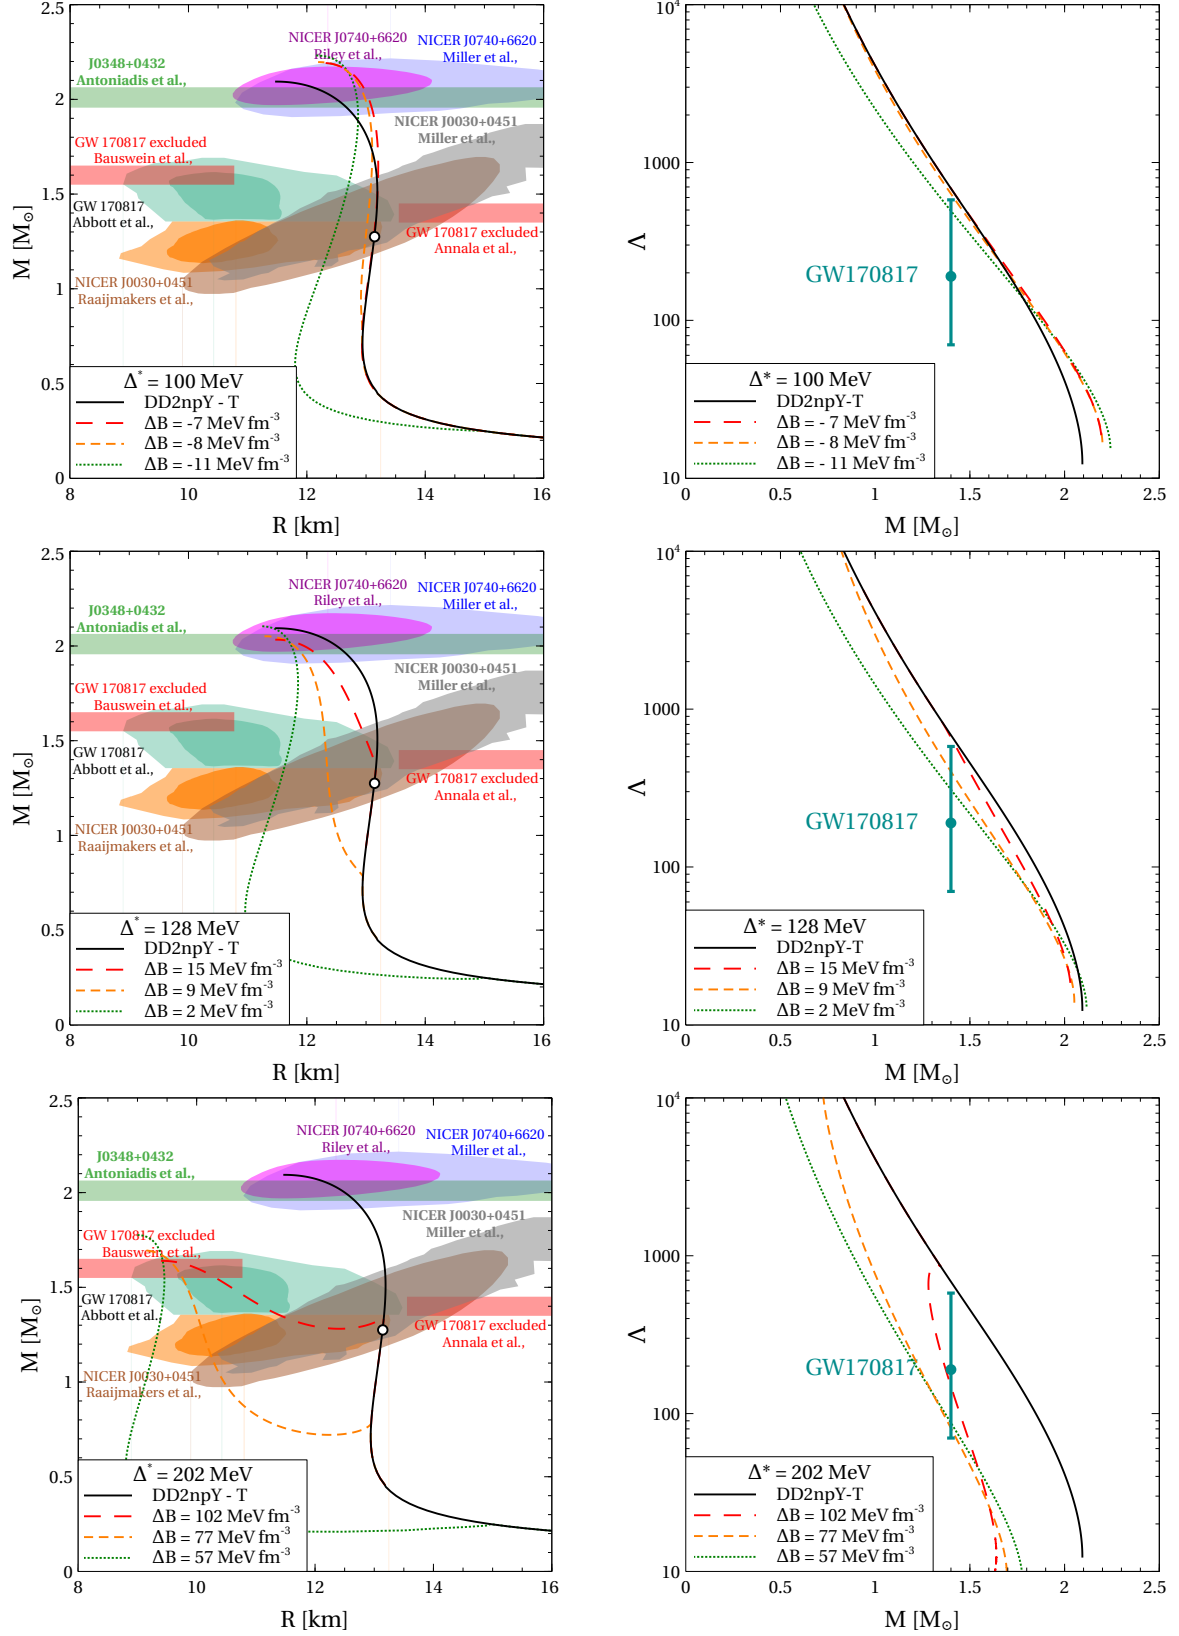 2.5
2
1.5
1
0.5
0
8
10
12
14
16
M [M⊙]
R [km]
NICER J0740+6620
Riley et al.,
NICER J0740+6620
Miller et al.,
J0348+0432
Antoniadis et al.,
NICER J0030+0451
Miller et al.,
GW 170817 excluded
Bauswein et al.,
GW 170817
Abbott et al.,
GW 170817 excluded
Annala et al.,
NICER J0030+0451
Raaijmakers et al.,
Δ* = 100 MeV
DD2npY - T
ΔB = -7 MeV fm-3
ΔB = -8 MeV fm-3
ΔB = -11 MeV fm-3
10^4
1000
100
10
0
0.5
1
1.5
2
2.5
Λ
M [M⊙]
GW170817
Δ* = 100 MeV
DD2npY-T
ΔB = - 7 MeV fm-3
ΔB = - 8 MeV fm-3
ΔB = - 11 MeV fm-3
2.5
2
1.5
1
0.5
0
8
10
12
14
16
M [M⊙]
R [km]
NICER J0740+6620
Riley et al.,
NICER J0740+6620
Miller et al.,
J0348+0432
Antoniadis et al.,
NICER J0030+0451
Miller et al.,
GW 170817 excluded
Bauswein et al.,
GW 170817
Abbott et al.,
GW 170817 excluded
Annala et al.,
NICER J0030+0451
Raaijmakers et al.,
Δ* = 128 MeV
DD2npY - T
ΔB = 15 MeV fm-3
ΔB = 9 MeV fm-3
ΔB = 2 MeV fm-3
10^4
1000
100
10
0
0.5
1
1.5
2
2.5
Λ
M [M⊙]
GW170817
Δ* = 128 MeV
DD2npY-T
ΔB = 15 MeV fm-3
ΔB = 9 MeV fm-3
ΔB = 2 MeV fm-3
2.5
2
1.5
1
0.5
0
8
10
12
14
16
M [M⊙]
R [km]
NICER J0740+6620
Riley et al.,
NICER J0740+6620
Miller et al.,
J0348+0432
Antoniadis et al.,
NICER J0030+0451
Miller et al.,
GW 170817 excluded
Bauswein et al.,
GW 170817
Abbott et al.
GW 170817 excluded
Annala et al.,
NICER J0030+0451
Raaijmakers et al.,
Δ* = 202 MeV
DD2npY - T
ΔB = 102 MeV fm-3
ΔB = 77 MeV fm-3
ΔB = 57 MeV fm-3
10^4
1000
100
10
0
0.5
1
1.5
2
2.5
Λ
M [M⊙]
GW170817
Δ* = 202 MeV
DD2npY-T
ΔB = 102 MeV fm-3
ΔB = 77 MeV fm-3
ΔB = 57 MeV fm-3